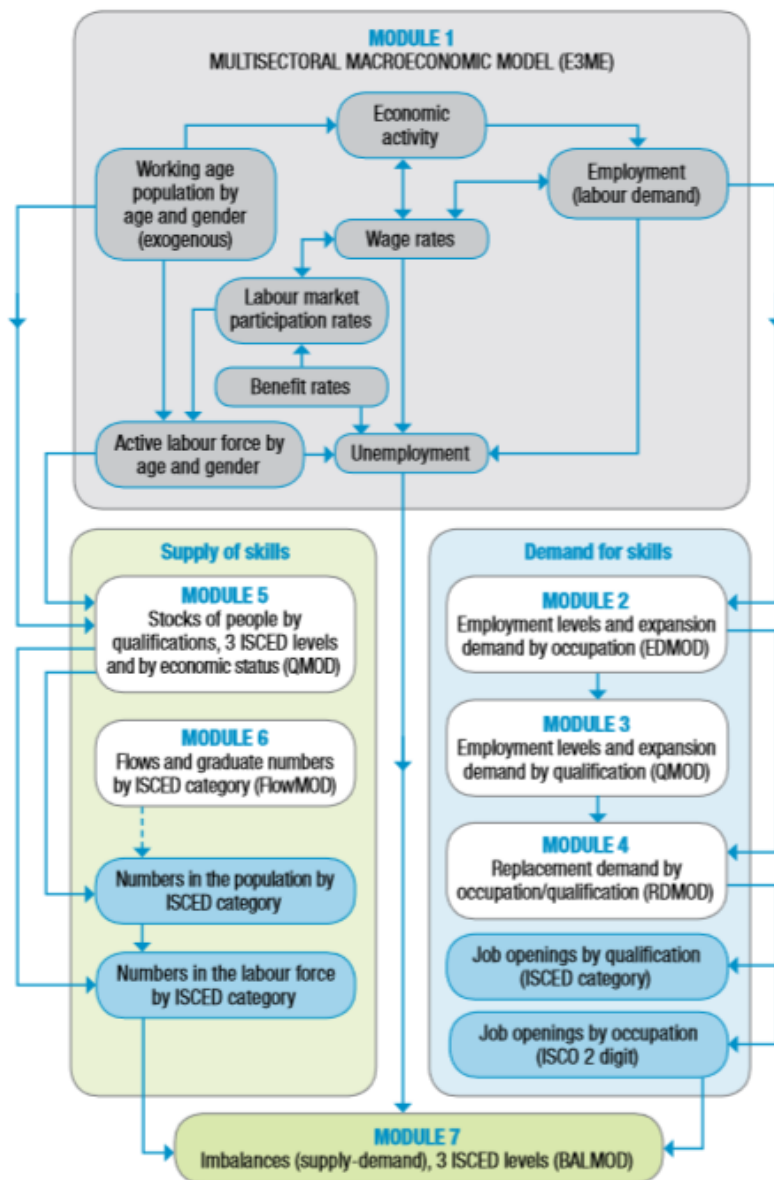 MODULE 1
MULTISECTORAL MACROECONOMIC MODEL (E3ME)
Economic
activity
Working age
population by
age and gender
(exogenous)
Employment
(labour demand)
Wage rates
Labour market
participation rates
Benefit rates
Active labour force by
age and gender
Unemployment
Supply of skills
MODULE 5
Stocks of people by
qualifications, 3 ISCED levels
and by economic status (QMOD)
MODULE 6
Flows and graduate numbers
by ISCED category (FlowMOD)
Numbers in the population by
ISCED category
Numbers in the labour force
by ISCED category
Demand for skills
MODULE 2
Employment levels and expansion
demand by occupation (EDMOD)
MODULE 3
Employment levels and expansion
demand by qualification (QMOD)
MODULE 4
Replacement demand by
occupation/qualification (RDMOD)
Job openings by qualification
(ISCED category)
Job openings by occupation
(ISCO 2 digit)
MODULE 7
Imbalances (supply-demand), 3 ISCED levels (BALMOD)